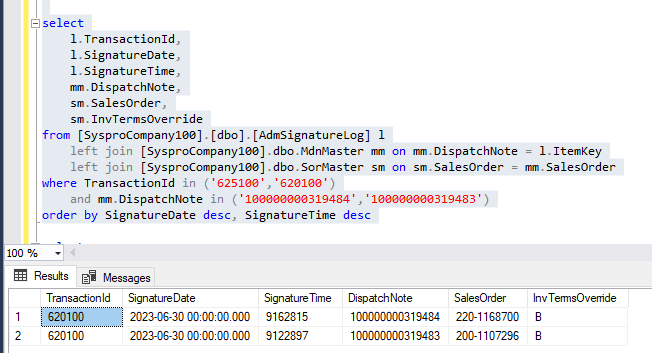 select
l.TransactionId,
l.SignatureDate,
l.SignatureTime,
mm.DispatchNote,
sm.SalesOrder,
sm.InvTermsOverride
from [SysproCompany100].[dbo].[AdmSignatureLog] l
left join [SysproCompany100].dbo.MdnMaster mm on mm.DispatchNote = l.ItemKey
left join [SysproCompany100].dbo.SorMaster sm on sm.SalesOrder = mm.SalesOrder
where TransactionId in ('625100','620100')
and mm.DispatchNote in ('100000000319484','100000000319483')
order by SignatureDate desc, SignatureTime desc
100 %
Results Messages
TransactionId SignatureDate SignatureTime DispatchNote SalesOrder InvTermsOverride
1 620100 2023-06-30 00:00:00.000 9162815 100000000319484 220-1168700 B
2 620100 2023-06-30 00:00:00.000 9122897 100000000319483 200-1107296 B